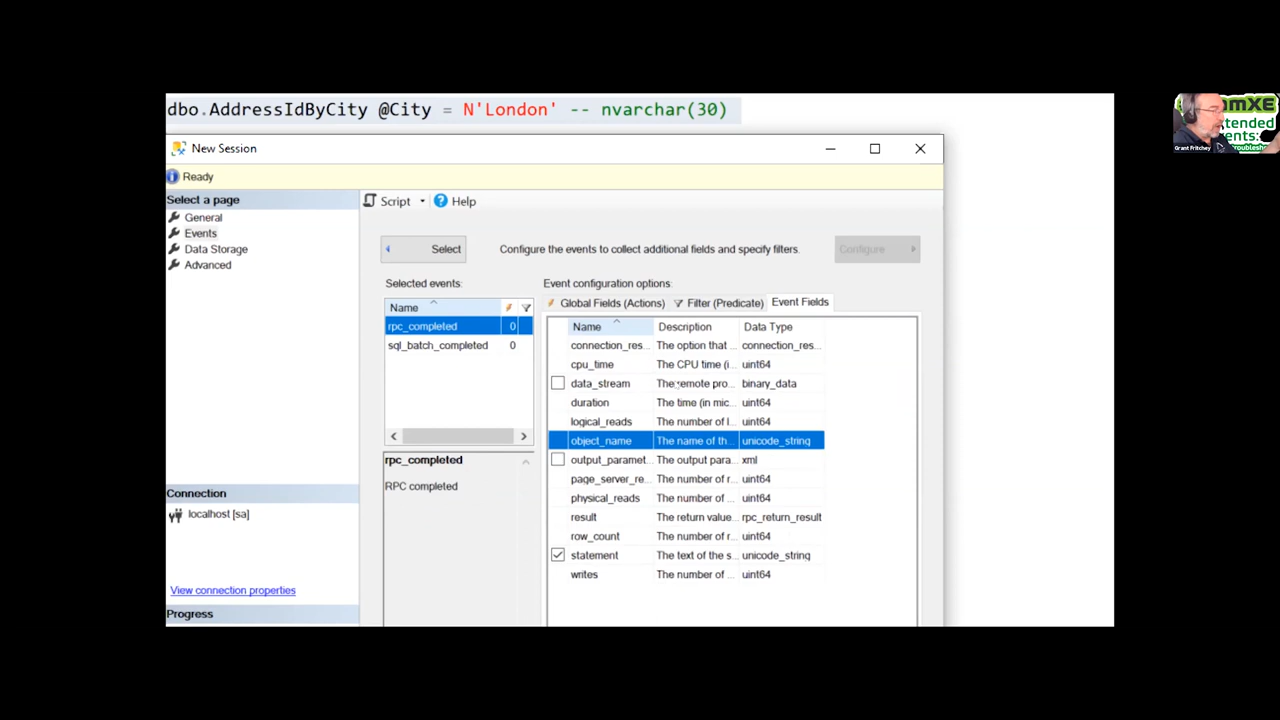 dbo.AddressIdByCity @City = N'London' -- nvarchar(30)
New Session
Ready
Select a page
General
Events
Data Storage
Advanced
Connection
localhost [sa]
View connection properties
Progress
Script
Help
Select
Configure the events to collect additional fields and specify filters.
Configure
Selected events:
Name
rpc_completed 0
sql_batch_completed 0
rpc_completed
RPC completed
Event configuration options:
Global Fields (Actions) Filter (Predicate) Event Fields
Name Description Data Type
connection_res... The option that connection_res...
cpu_time The CPU time (i... uint64
data_stream The remote pro... binary_data
duration The time (in mic... uint64
logical_reads The number of l... uint64
object_name The name of th... unicode_string
output_paramet... The output para... xml
page_server_re... The number of r... uint64
physical_reads The number of ... uint64
result The return value... rpc_return_result
row_count The number of r... uint64
statement The text of the s... unicode_string
writes The number of ... uint64
mXE
xtended
vents:
Troublesh
Grant Fritchey